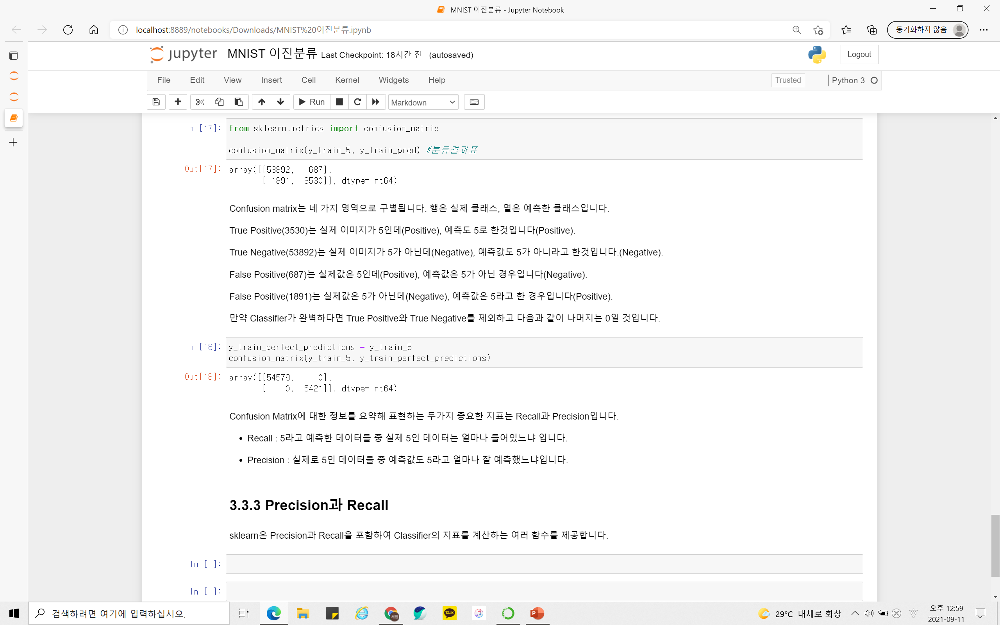 MNIST 이진분류 - Jupyter Notebook
localhost:8889/notebooks/Downloads/MNIST%20이진분류.ipynb
동기화하지 않음
jupyter MNIST 이진분류 Last Checkpoint: 18시간 전 (autosaved)
Logout
File Edit View Insert Cell Kernel Widgets Help
Trusted
Python 3
Run
Markdown
In [17]: from sklearn.metrics import confusion_matrix
confusion_matrix(y_train_5, y_train_pred) #분류결과표
Out[17]: array([[53892, 687],
[ 1891, 3530]], dtype=int64)
Confusion matrix는 네 가지 영역으로 구별됩니다. 행은 실제 클래스, 열은 예측한 클래스입니다.
True Positive(3530)는 실제 이미지가 5인데(Positive), 예측도 5로 한것입니다(Positive).
True Negative(53892)는 실제 이미지가 5가 아닌데(Negative), 예측값도 5가 아니라고 한것입니다.(Negative).
False Positive(687)는 실제값은 5인데(Positive), 예측값은 5가 아닌 경우입니다(Negative).
False Positive(1891)는 실제값은 5가 아닌데(Negative), 예측값은 5라고 한 경우입니다(Positive).
만약 Classifier가 완벽하다면 True Positive와 True Negative를 제외하고 다음과 같이 나머지는 0일 것입니다.
In [18]: y_train_perfect_predictions = y_train_5
confusion_matrix(y_train_5, y_train_perfect_predictions)
Out[18]: array([[54579, 0],
[ 0, 5421]], dtype=int64)
Confusion Matrix에 대한 정보를 요약해 표현하는 두가지 중요한 지표는 Recall과 Precision입니다.
• Recall : 5라고 예측한 데이터들 중 실제 5인 데이터는 얼마나 들어있느냐 입니다.
• Precision : 실제로 5인 데이터들 중 예측값도 5라고 얼마나 잘 예측했느냐입니다.
3.3.3 Precision과 Recall
sklearn은 Precision과 Recall을 포함하여 Classifier의 지표를 계산하는 여러 함수를 제공합니다.
In [ ]:
In [ ]:
검색하려면 여기에 입력하십시오.
서영
TALK
P
29°C 대체로 화창
오후 12:59
2021-09-11